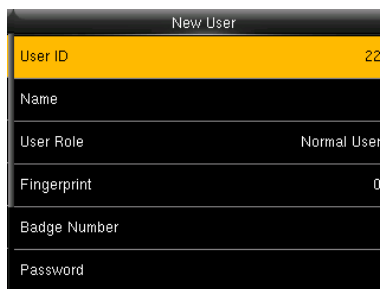 New User
User ID 22
Name
User Role Normal User
Fingerprint 0
Badge Number
Password